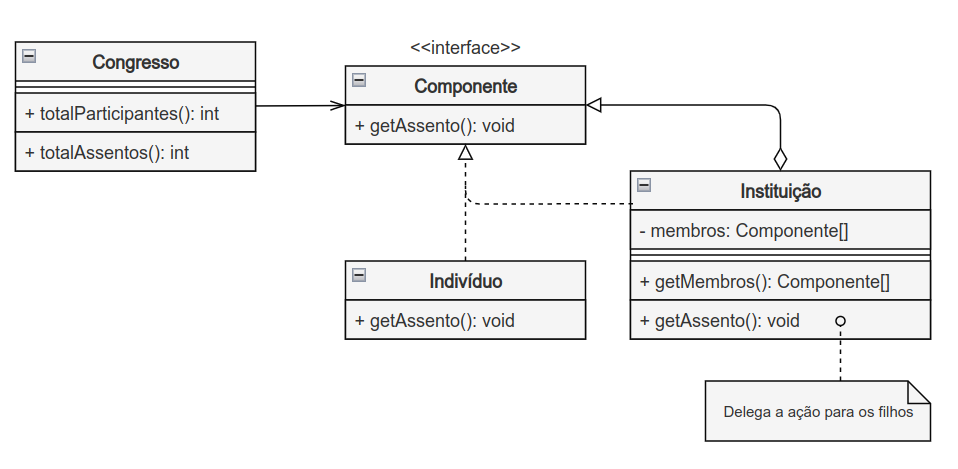 Congresso
+ totalParticipantes(): int
+ totalAssentos(): int
<<interface>>
Componente
+ getAssento(): void
Indivíduo
+ getAssento(): void
Instituição
- membros: Componente[]
+ getMembros(): Componente[]
+ getAssento(): void
Delega a ação para os filhos